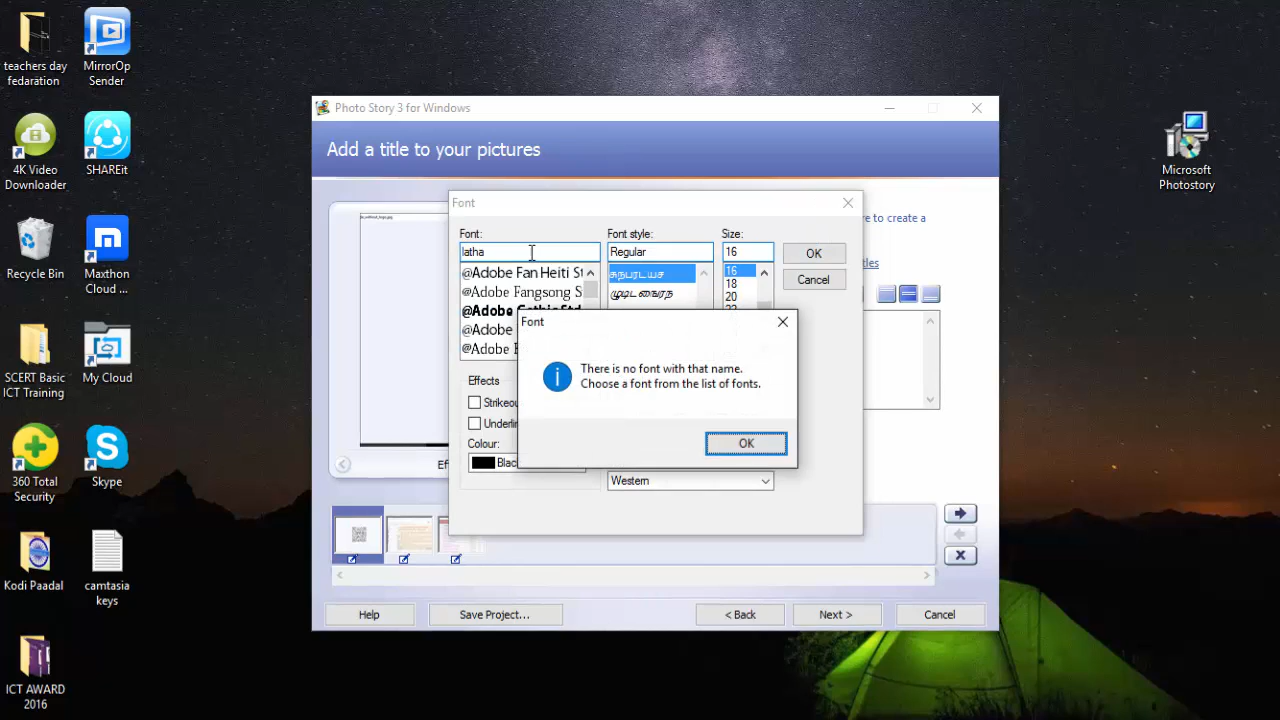 teachers day
fedaration
MirrorOp
Sender
4K Video
Downloader
SHAREit
Recycle Bin
Maxthon
Cloud ...
SCERT Basic
ICT Training
My Cloud
360 Total
Security
Skype
Kodi Paadal
camtasia
keys
ICT AWARD
2016
Microsoft
Photostory
Photo Story 3 for Windows
Add a title to your pictures
re to create a
Font
Font:
Font style:
Size:
latha
Regular
16
OK
Cancel
@Adobe Fan Heiti St
@Adobe Fangsong S
@Adobe Gothic Std
@Adobe
@Adobe
16
18
20
Font
There is no font with that name.
Choose a font from the list of fonts.
OK
Effects
Strikeou
Underlin
Colour:
Blac
Western
Help
Save Project...
< Back
Next >
Cancel